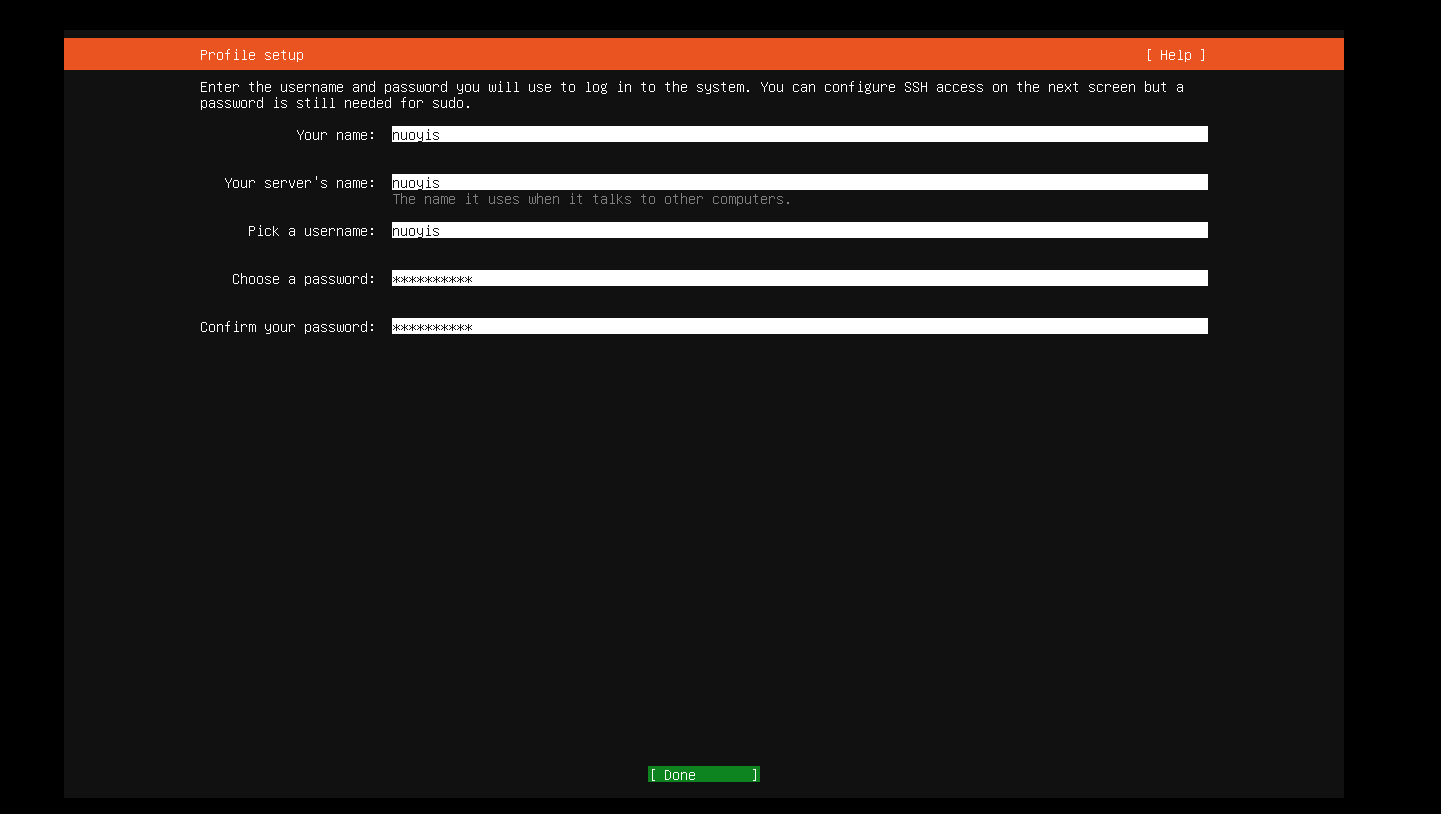 Profile setup [ Help ]
Enter the username and password you will use to log in to the system. You can configure SSH access on the next screen but a
password is still needed for sudo.
Your name: nuoyis
Your server's name: nuoyis
The name it uses when it talks to other computers.
Pick a username: nuoyis
Choose a password: **********
Confirm your password: **********
[ Done ]